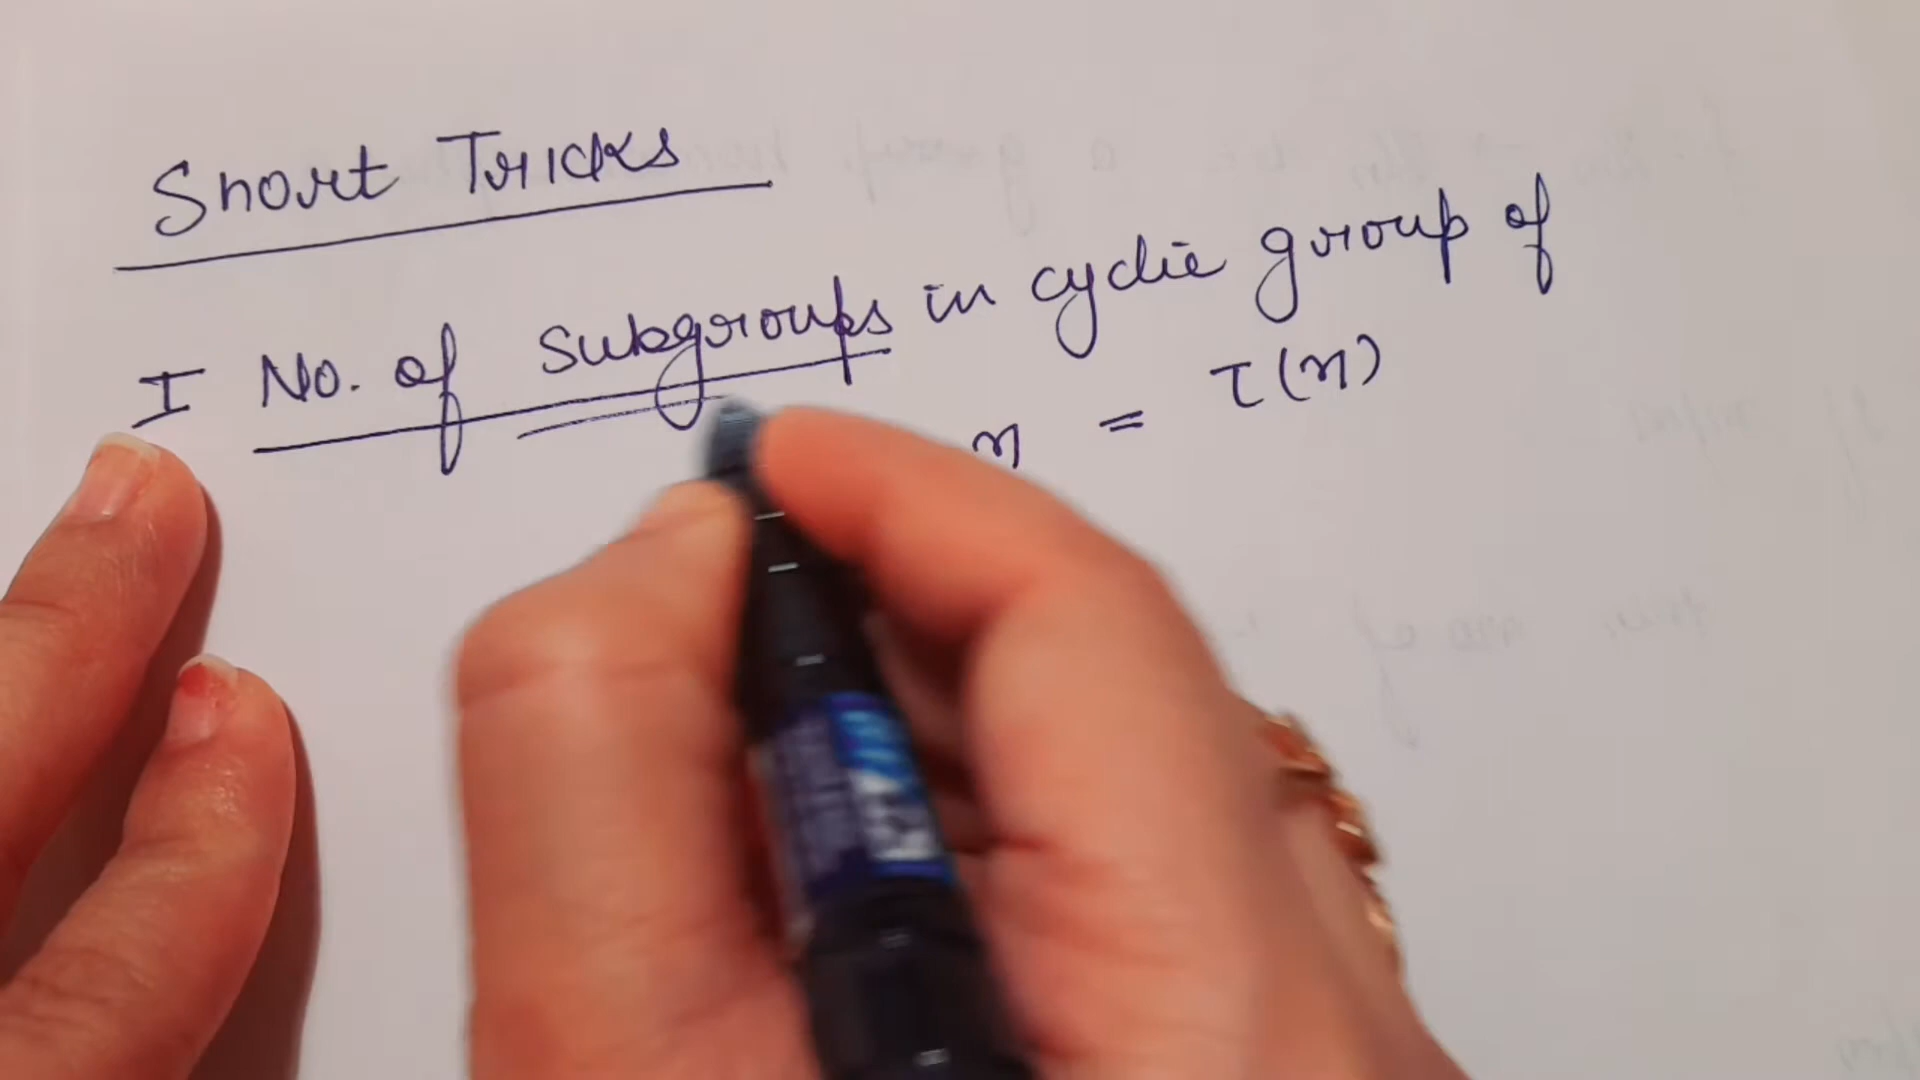 Short Tricks
I No. of subgroups in cyclic group of
n = τ(n)